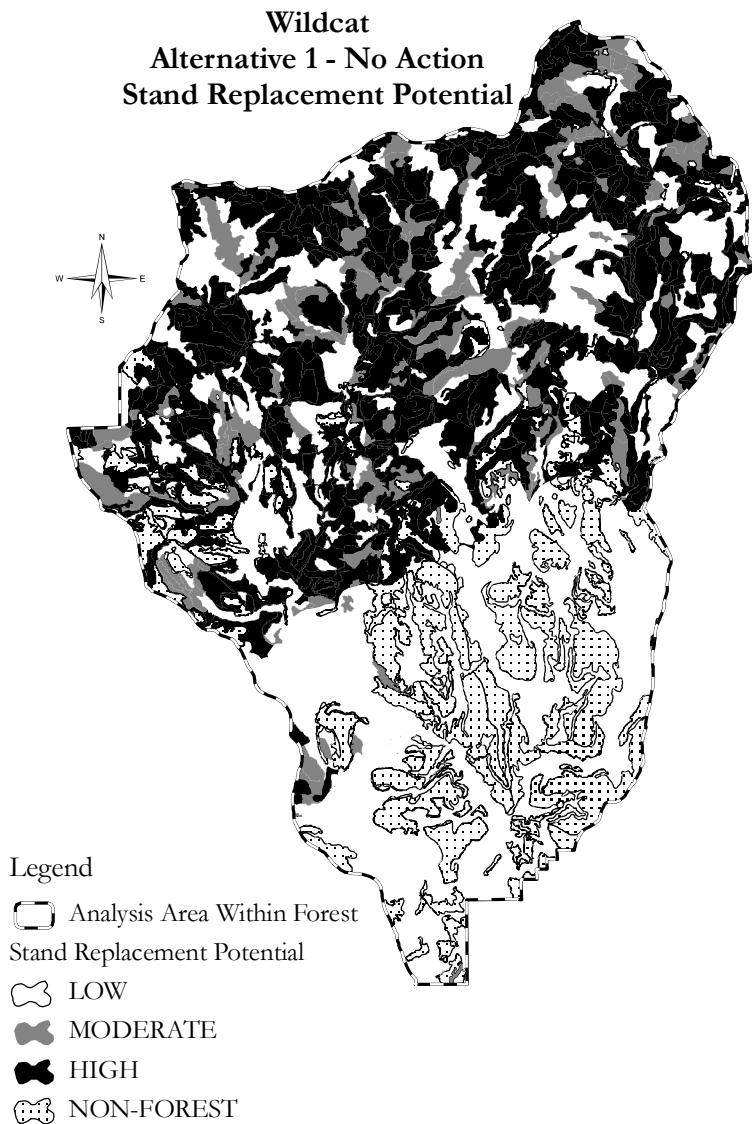 Wildcat
Alternative 1 - No Action
Stand Replacement Potential
N
W E
S
Legend
Analysis Area Within Forest
Stand Replacement Potential
LOW
MODERATE
HIGH
NON-FOREST